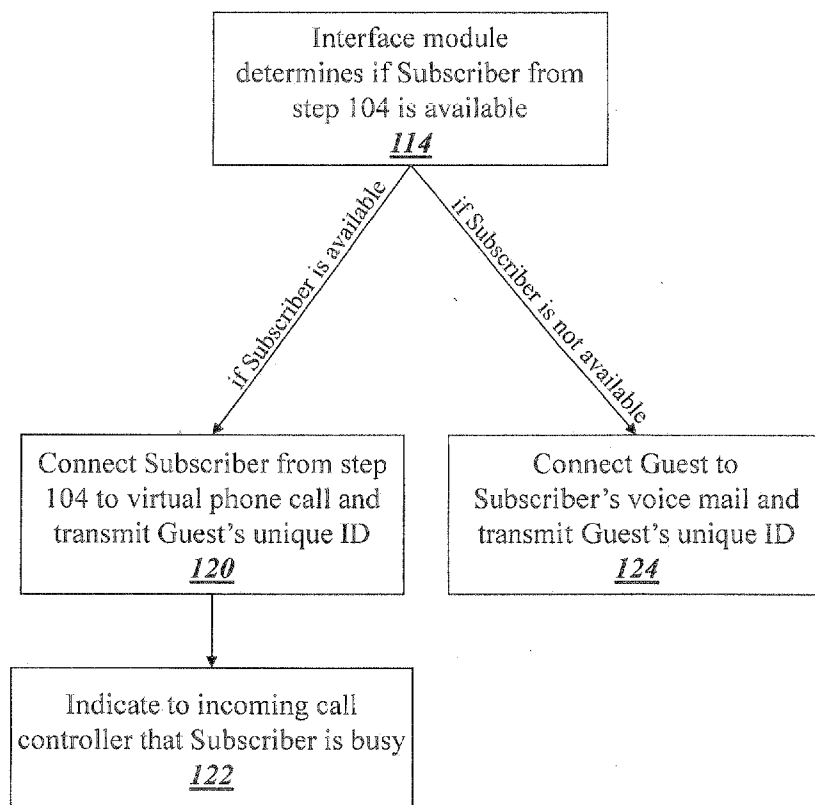 Interface module
determines if Subscriber from
step 104 is available
114
if Subscriber is available
if Subscriber is not available
Connect Subscriber from step
104 to virtual phone call and
transmit Guest's unique ID
120
Connect Guest to
Subscriber's voice mail and
transmit Guest's unique ID
124
Indicate to incoming call
controller that Subscriber is busy
122